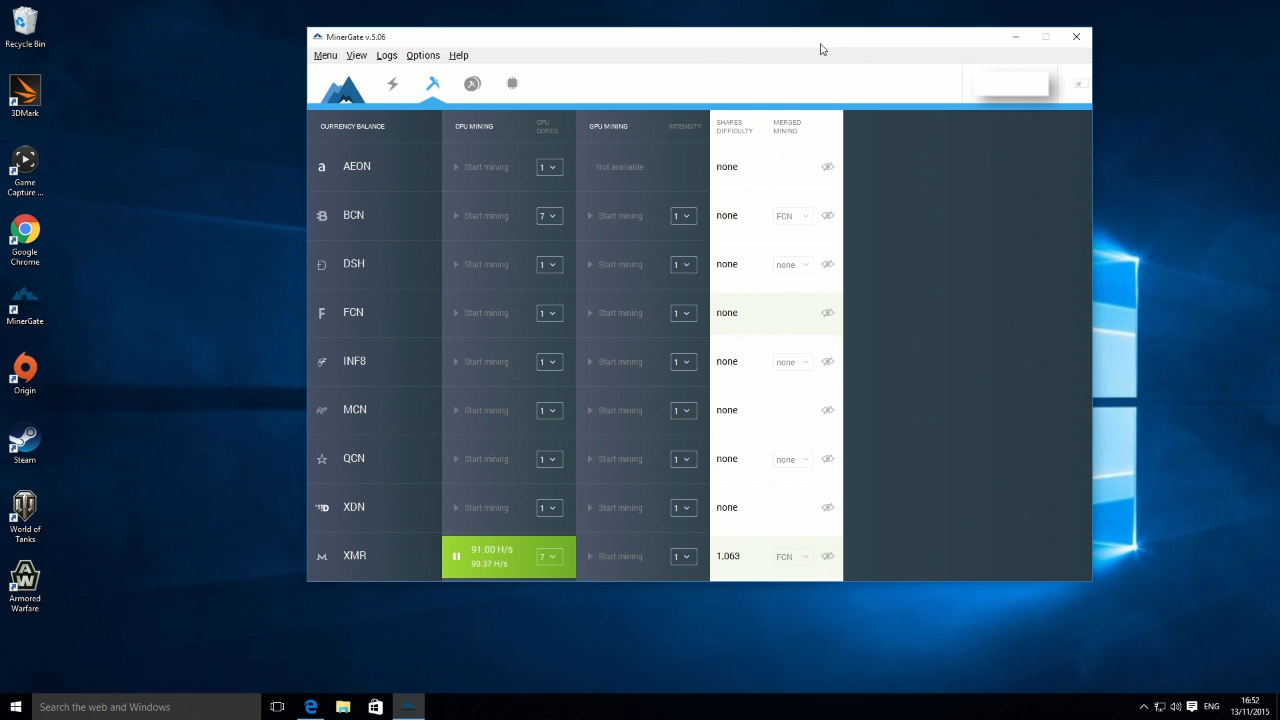 Recycle Bin
3DMark
Game
Capture ...
Google
Chrome
MinerGate
Origin
Steam
World of
Tanks
Armored
Warfare
MinerGate v.5.06
Menu View Logs Options Help
CURRENCY BALANCE CPU MINING CPU CORES GPU MINING INTENSITY SHARES DIFFICULTY MERGED MINING
AEON Start mining 1 Not available none
BCN Start mining 7 Start mining 1 none FCN
DSH Start mining 1 Start mining 1 none none
FCN Start mining 1 Start mining 1 none
INF8 Start mining 1 Start mining 1 none none
MCN Start mining 1 Start mining 1 none
QCN Start mining 1 Start mining 1 none none
XDN Start mining 1 Start mining 1 none
XMR 91.00 H/s 90.37 H/s 7 Start mining 1 1,063 FCN
Search the web and Windows
ENG
16:52
13/11/2015